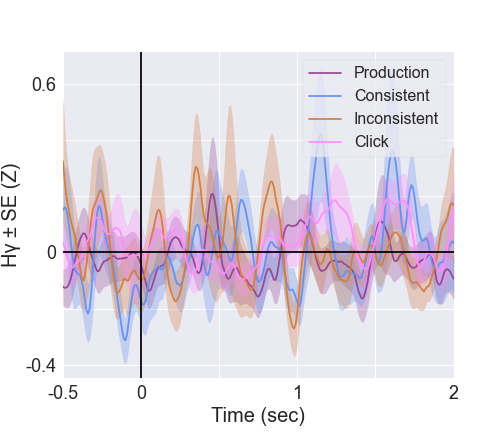 Production
Consistent
Inconsistent
Click
Hγ ± SE (Z)
0.6
0
-0.4
-0.5
0
1
2
Time (sec)